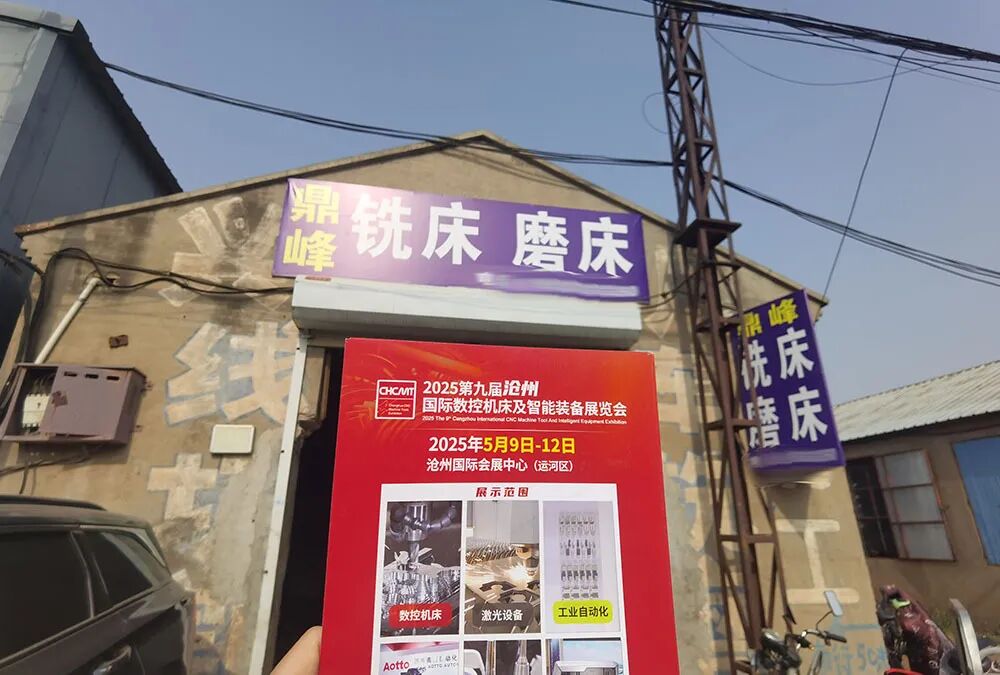 鼎峰
铣床 磨床
鼎峰
铣床
磨床
CHCMT
2025第九届沧州
国际数控机床及智能装备展览会
2025 The 9th Cangzhou International CNC Machine Tool And Intelligent Equipment Exhibition
2025年5月9日-12日
沧州国际会展中心（运河区）
展示范围
数控机床
激光设备
工业自动化
Aotto
线